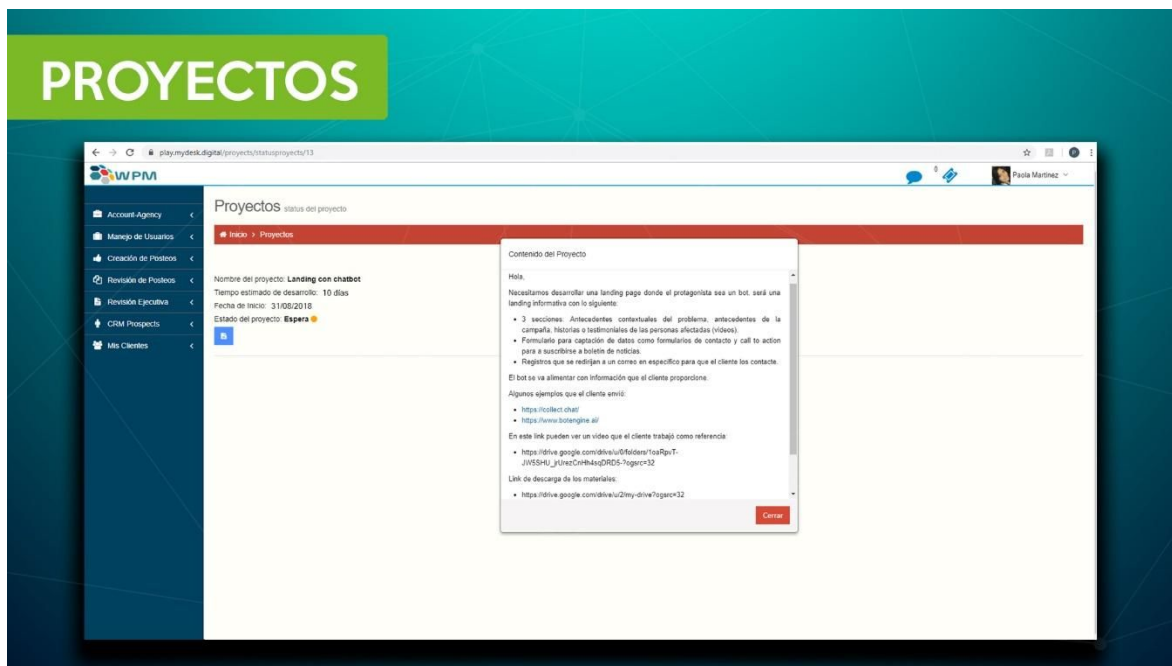 PROYECTOS
play.mydesk.digital/proyects/statusproyects/13
WPM
0
Paola Martinez
Account-Agency
Manejo de Usuarios
Creación de Posteos
Revisión de Posteos
Revisión Ejecutiva
CRM Prospects
Mis Clientes
Proyectos status del proyecto
Inicio > Proyectos
Nombre del proyecto: Landing con chatbot
Tiempo estimado de desarrollo: 10 días
Fecha de Inicio: 31/08/2018
Estado del proyecto: Espera
Contenido del Proyecto
Hola,
Necesitamos desarrollar una landing page donde el protagonista sea un bot. será una
landing informativa con lo siguiente:
• 3 secciones: Antecedentes contextuales del problema, antecedentes de la
campaña, historias o testimoniales de las personas afectadas (videos).
• Formulario para captación de datos como formularios de contacto y call to action
para a suscribirse a boletín de noticias.
• Registros que se redirijan a un correo en específico para que el cliente los contacte.
El bot se va alimentar con información que el cliente proporcione.
Algunos ejemplos que el cliente envió:
• https://collect.chat/
• https://www.botengine.ai/
En este link pueden ver un video que el cliente trabajó como referencia
• https://drive.google.com/drive/u/0/folders/1oaRpvT-
JW5SHU_jrUrezCnHh4sqDRD5-?ogsrc=32
Link de descarga de los materiales:
• https://drive.google.com/drive/u/2/my-drive?ogsrc=32
Cerrar